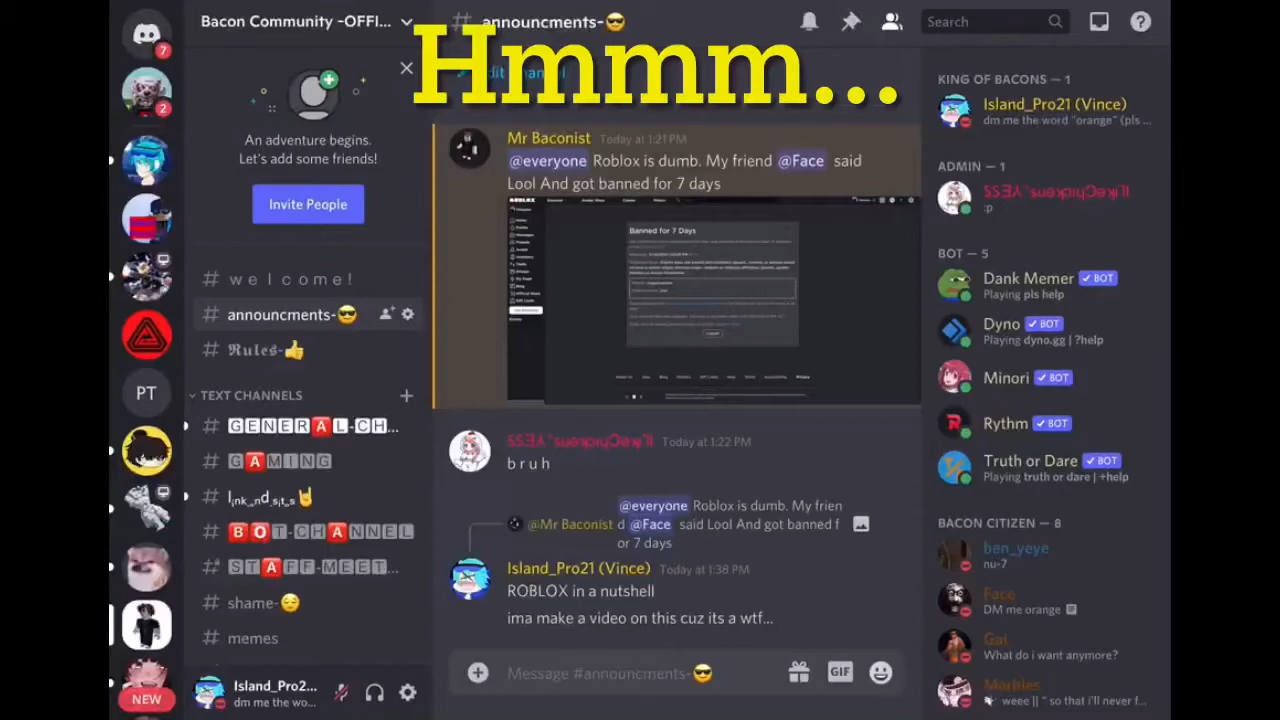 Hmmm...
7
2
PT
NEW
Bacon Community -OFFI...
An adventure begins.
Let's add some friends!
Invite People
# w e l c o m e !
# announcments-😎
# 𝕽𝖚𝖑𝖊𝖘-👍
TEXT CHANNELS
# GENERAL-CH...
# GAMING
# BOT-CHANNEL
# STAFF-MEET...
# shame-😔
# memes
Island_Pro2...
dm me the wo...
# announcments-😎
Edit Channel
Mr Baconist Today at 1:21 PM
@everyone Roblox is dumb. My friend @Face said
Lool And got banned for 7 days
ROBLOX
Banned for 7 Days
Today at 1:22 PM
b r u h
@everyone Roblox is dumb. My frien
@Mr Baconist d @Face said Lool And got banned f
or 7 days
Island_Pro21 (Vince) Today at 1:38 PM
ROBLOX in a nutshell
ima make a video on this cuz its a wtf...
Message #announcments-😎
GIF
Search
KING OF BACONS — 1
Island_Pro21 (Vince)
dm me the word "orange" (pls ...
ADMIN — 1
:p
BOT — 5
Dank Memer ✓ BOT
Playing pls help
Dyno ✓ BOT
Playing dyno.gg | ?help
Minori ✓ BOT
Rythm ✓ BOT
Truth or Dare ✓ BOT
Playing truth or dare | +help
BACON CITIZEN — 8
ben_yeye
nu-7
Face
DM me orange
Gai
What do i want anymore?
Marbles
weee || " so that i'll never f...